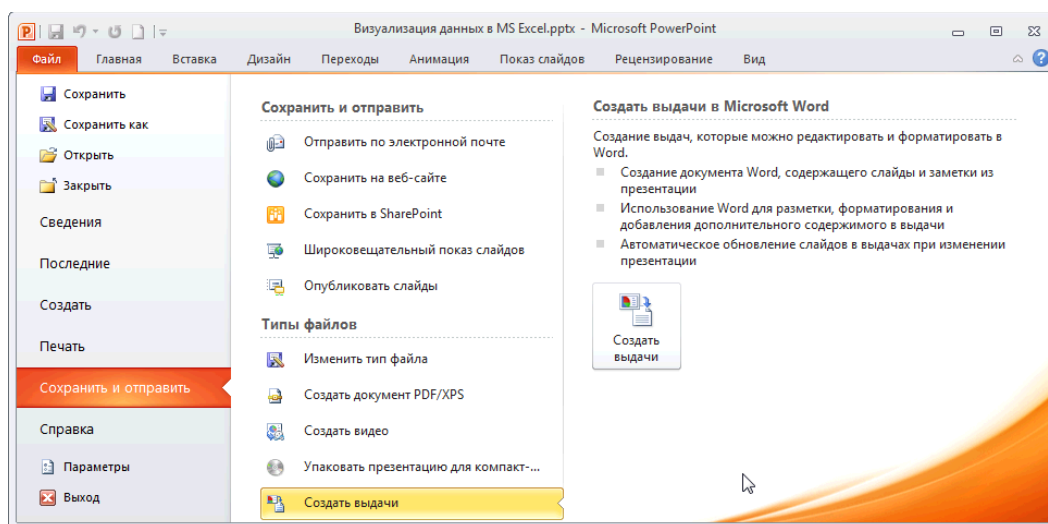 Визуализация данных в MS Excel.pptx - Microsoft PowerPoint
Файл Главная Вставка Дизайн Переходы Анимация Показ слайдов Рецензирование Вид
Сохранить
Сохранить как
Открыть
Закрыть
Сведения
Последние
Создать
Печать
Сохранить и отправить
Справка
Параметры
Выход
Сохранить и отправить
Отправить по электронной почте
Сохранить на веб-сайте
Сохранить в SharePoint
Широковещательный показ слайдов
Опубликовать слайды
Типы файлов
Изменить тип файла
Создать документ PDF/XPS
Создать видео
Упаковать презентацию для компакт-...
Создать выдачи
Создать выдачи в Microsoft Word
Создание выдач, которые можно редактировать и форматировать в
Word.
Создание документа Word, содержащего слайды и заметки из
презентации
Использование Word для разметки, форматирования и
добавления дополнительного содержимого в выдачи
Автоматическое обновление слайдов в выдачах при изменении
презентации
Создать
выдачи